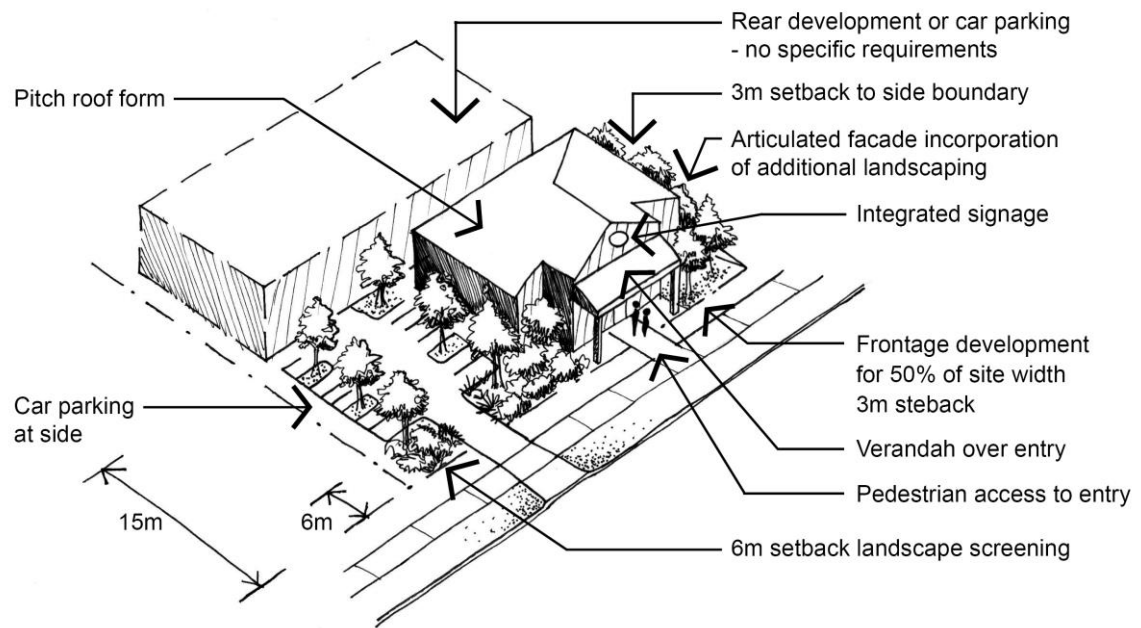 Rear development or car parking
- no specific requirements
Pitch roof form
3m setback to side boundary
Articulated facade incorporation
of additional landscaping
Integrated signage
Frontage development
for 50% of site width
3m steback
Car parking
at side
Verandah over entry
Pedestrian access to entry
15m
6m
6m setback landscape screening